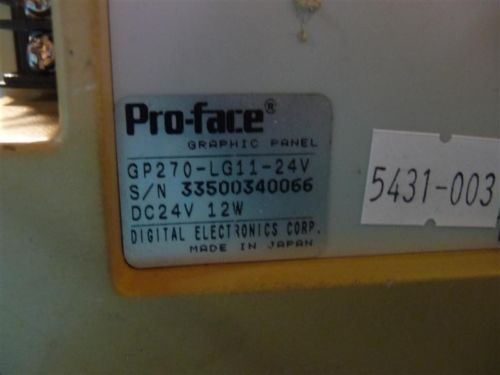 Pro-face®
GRAPHIC PANEL
GP270-LG11-24V
S/N 33500340066
DC24V 12W
DIGITAL ELECTRONICS CORP.
MADE IN JAPAN
5431-003